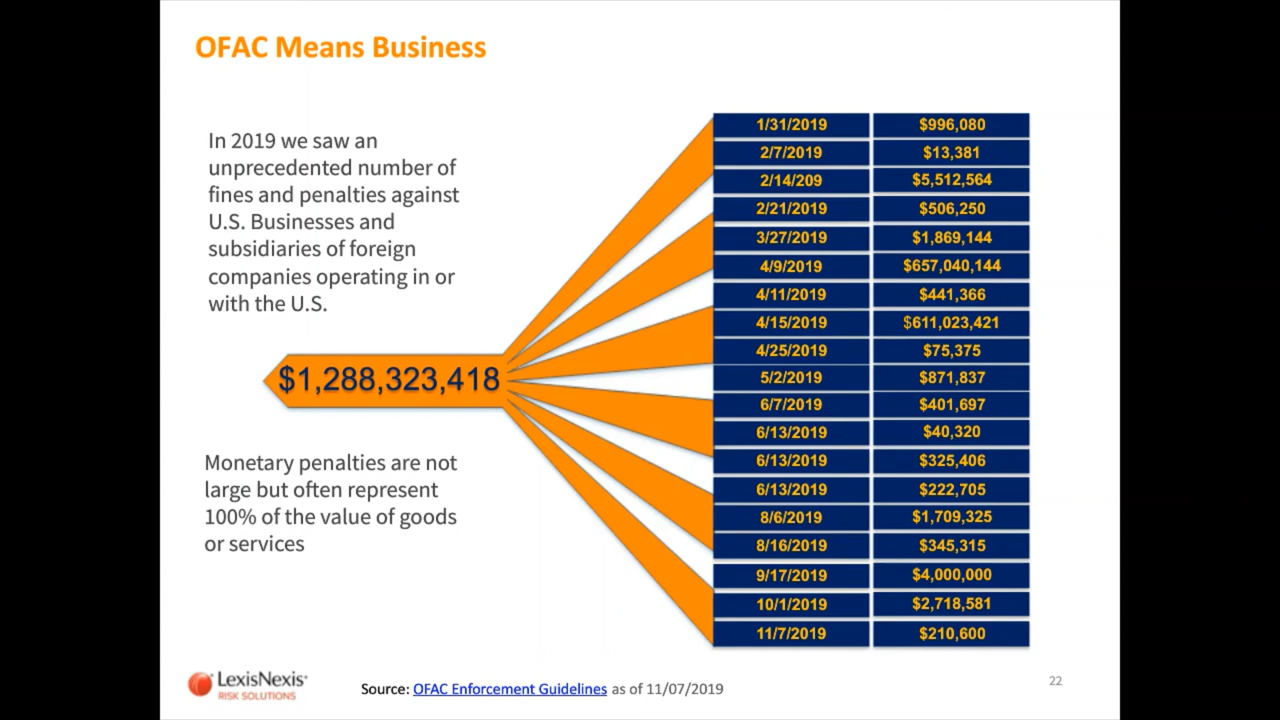 OFAC Means Business
In 2019 we saw an
unprecedented number of
fines and penalties against
U.S. Businesses and
subsidiaries of foreign
companies operating in or
with the U.S.
$1,288,323,418
Monetary penalties are not
large but often represent
100% of the value of goods
or services
1/31/2019 $996,080
2/7/2019 $13,381
2/14/209 $5,512,564
2/21/2019 $506,250
3/27/2019 $1,869,144
4/9/2019 $657,040,144
4/11/2019 $441,366
4/15/2019 $611,023,421
4/25/2019 $75,375
5/2/2019 $871,837
6/7/2019 $401,697
6/13/2019 $40,320
6/13/2019 $325,406
6/13/2019 $222,705
8/6/2019 $1,709,325
8/16/2019 $345,315
9/17/2019 $4,000,000
10/1/2019 $2,718,581
11/7/2019 $210,600
LexisNexis
RISK SOLUTIONS
Source: OFAC Enforcement Guidelines as of 11/07/2019
22